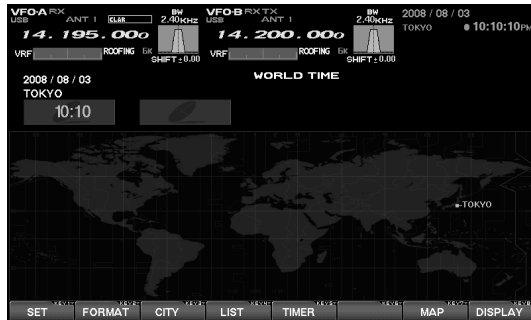 VFO-A RX
USB ANT 1 CLAR
BW
2.40KHz
14. 195. 000
VRF ROOFING 6K
SHIFT ± 0.00
VFO-B RX TX
USB ANT 1
BW
2.40KHz
14. 200. 000
VRF ROOFING 6K
SHIFT ± 0.00
2008 / 08 / 03
TOKYO 10:10:10PM
WORLD TIME
2008 / 08 / 03
TOKYO
10:10
TOKYO
SET FORMAT CITY LIST TIMER MAP DISPLAY